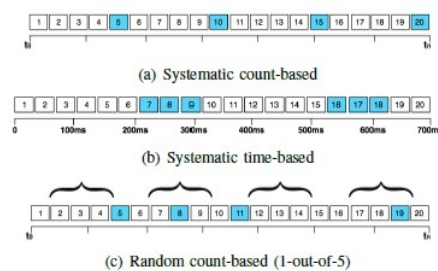 1 2 3 4 5 6 7 8 9 10 11 12 13 14 15 16 17 18 19 20
t0 tn
(a) Systematic count-based
1 2 3 4 5 6 7 8 9 10 11 12 13 14 15 16 17 18 19 20
0 100ms 200ms 300ms 400ms 500ms 600ms 700ms
(b) Systematic time-based
1 2 3 4 5 6 7 8 9 10 11 12 13 14 15 16 17 18 19 20
t0 tn
(c) Random count-based (1-out-of-5)